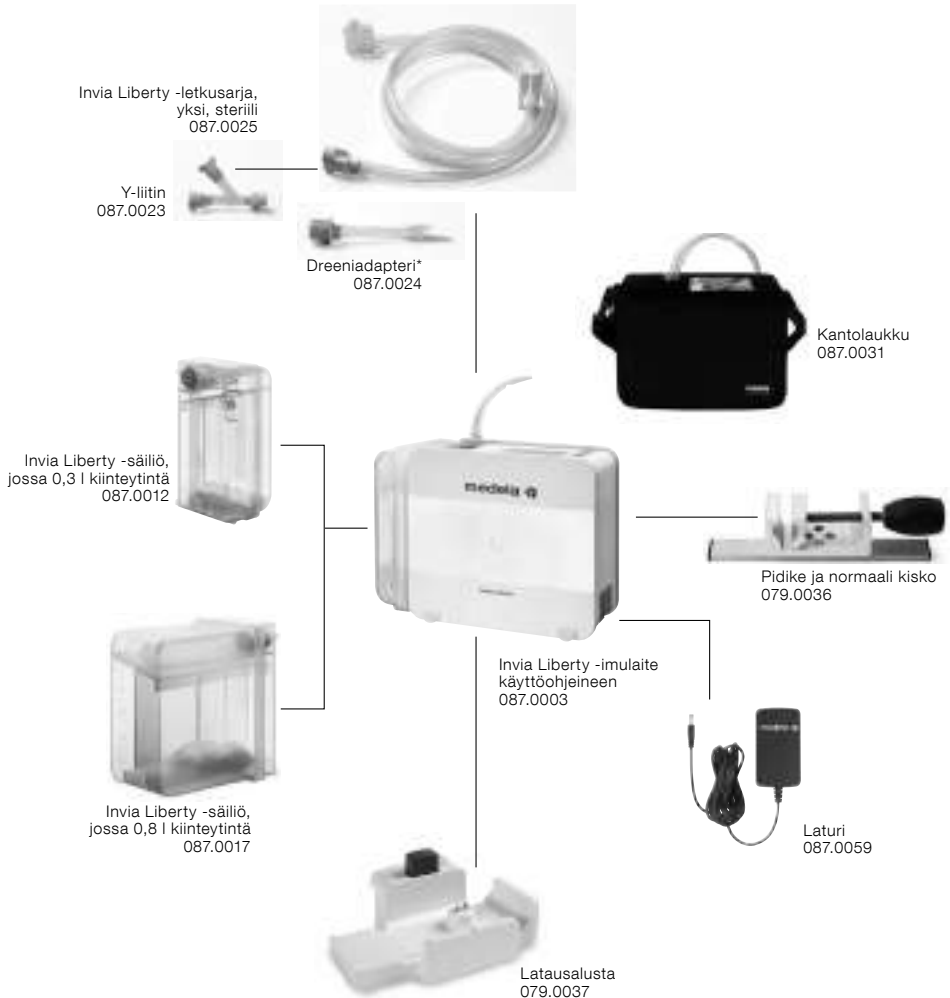 Invia Liberty -letkusarja,
yksi, steriili
087.0025
Y-liitin
087.0023
Dreeniadapteri*
087.0024
Kantolaukku
087.0031
Invia Liberty -säiliö,
jossa 0,3 l kiinteytintä
087.0012
medela
Pidike ja normaali kisko
079.0036
Invia Liberty -imulaite
käyttöohjeineen
087.0003
Invia Liberty -säiliö,
jossa 0,8 l kiinteytintä
087.0017
medela
Laturi
087.0059
Latausalusta
079.0037